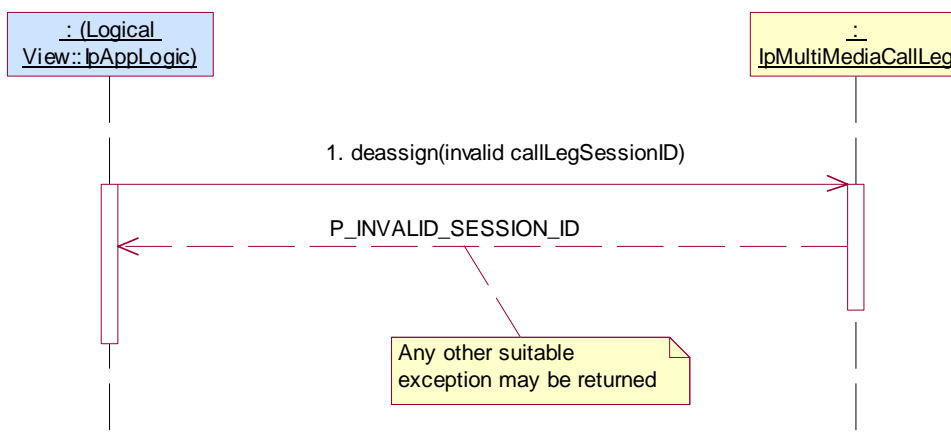 : (Logical
View::IpAppLogic)
:
IpMultiMediaCallLeg
1. deassign(invalid callLegSessionID)
P_INVALID_SESSION_ID
Any other suitable
exception may be returned